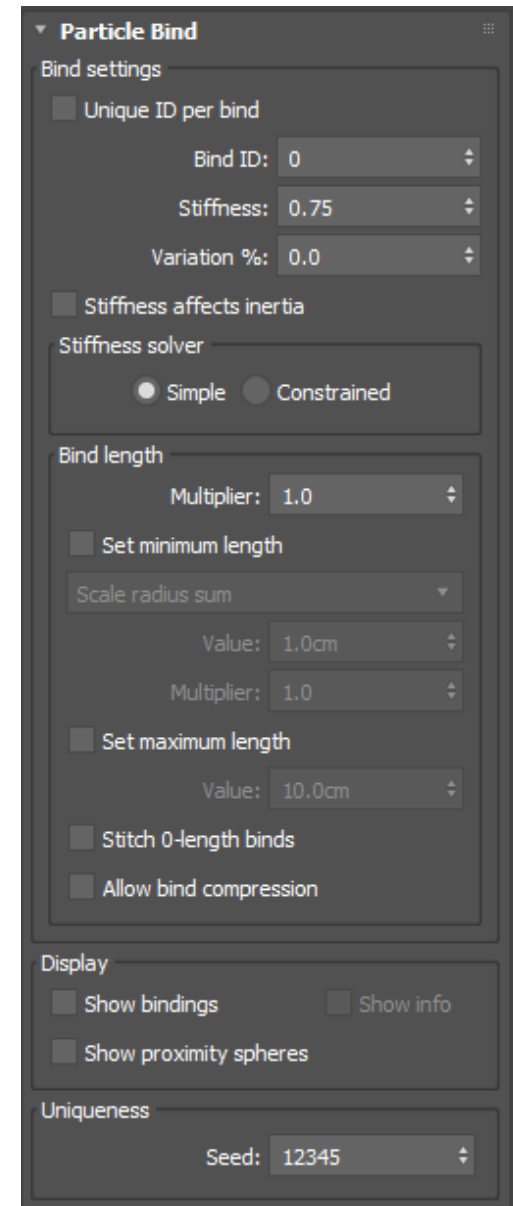 Particle Bind
Bind settings
Unique ID per bind
Bind ID: 0
Stiffness: 0.75
Variation %: 0.0
Stiffness affects inertia
Stiffness solver
Simple Constrained
Bind length
Multiplier: 1.0
Set minimum length
Scale radius sum
Value: 1.0cm
Multiplier: 1.0
Set maximum length
Value: 10.0cm
Stitch 0-length binds
Allow bind compression
Display
Show bindings Show info
Show proximity spheres
Uniqueness
Seed: 12345